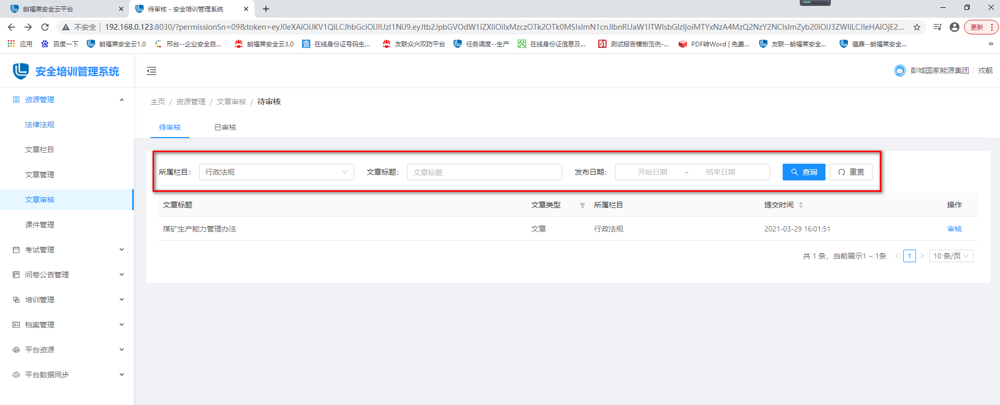 朗福莱安全云平台
待审核 - 安全培训管理系统
不安全 192.168.0.123:8030/?permissionSn=09&token=
更新
应用 百度一下 朗福莱安全云1.0 邢台--企业安全自... 朗福莱安全云3.0 查 在线身份证号码生... 友联众兴双防平台 任务调度--生产 在线身份证信息及... 51 测试报告模板范例-... PDF转Word | 免费... 友联--朗福莱安全... 蕴鼎--朗福莱安全... »
安全培训管理系统
彭城国家能源集团 戎靓
资源管理
法律法规
文章栏目
文章管理
文章审核
课件管理
考试管理
问卷公告管理
培训管理
档案管理
平台资源
平台数据同步
主页 / 资源管理 / 文章审核 / 待审核
待审核 已审核
所属栏目： 行政法规 文章标题： 文章标题 发布日期： 开始日期 ~ 结束日期 查询 重置
文章标题 文章类型 所属栏目 提交时间 操作
煤矿生产能力管理办法 文章 行政法规 2021-03-29 16:01:51 审核
共 1 条，当前展示1 ~ 1条 < 1 > 10 条/页